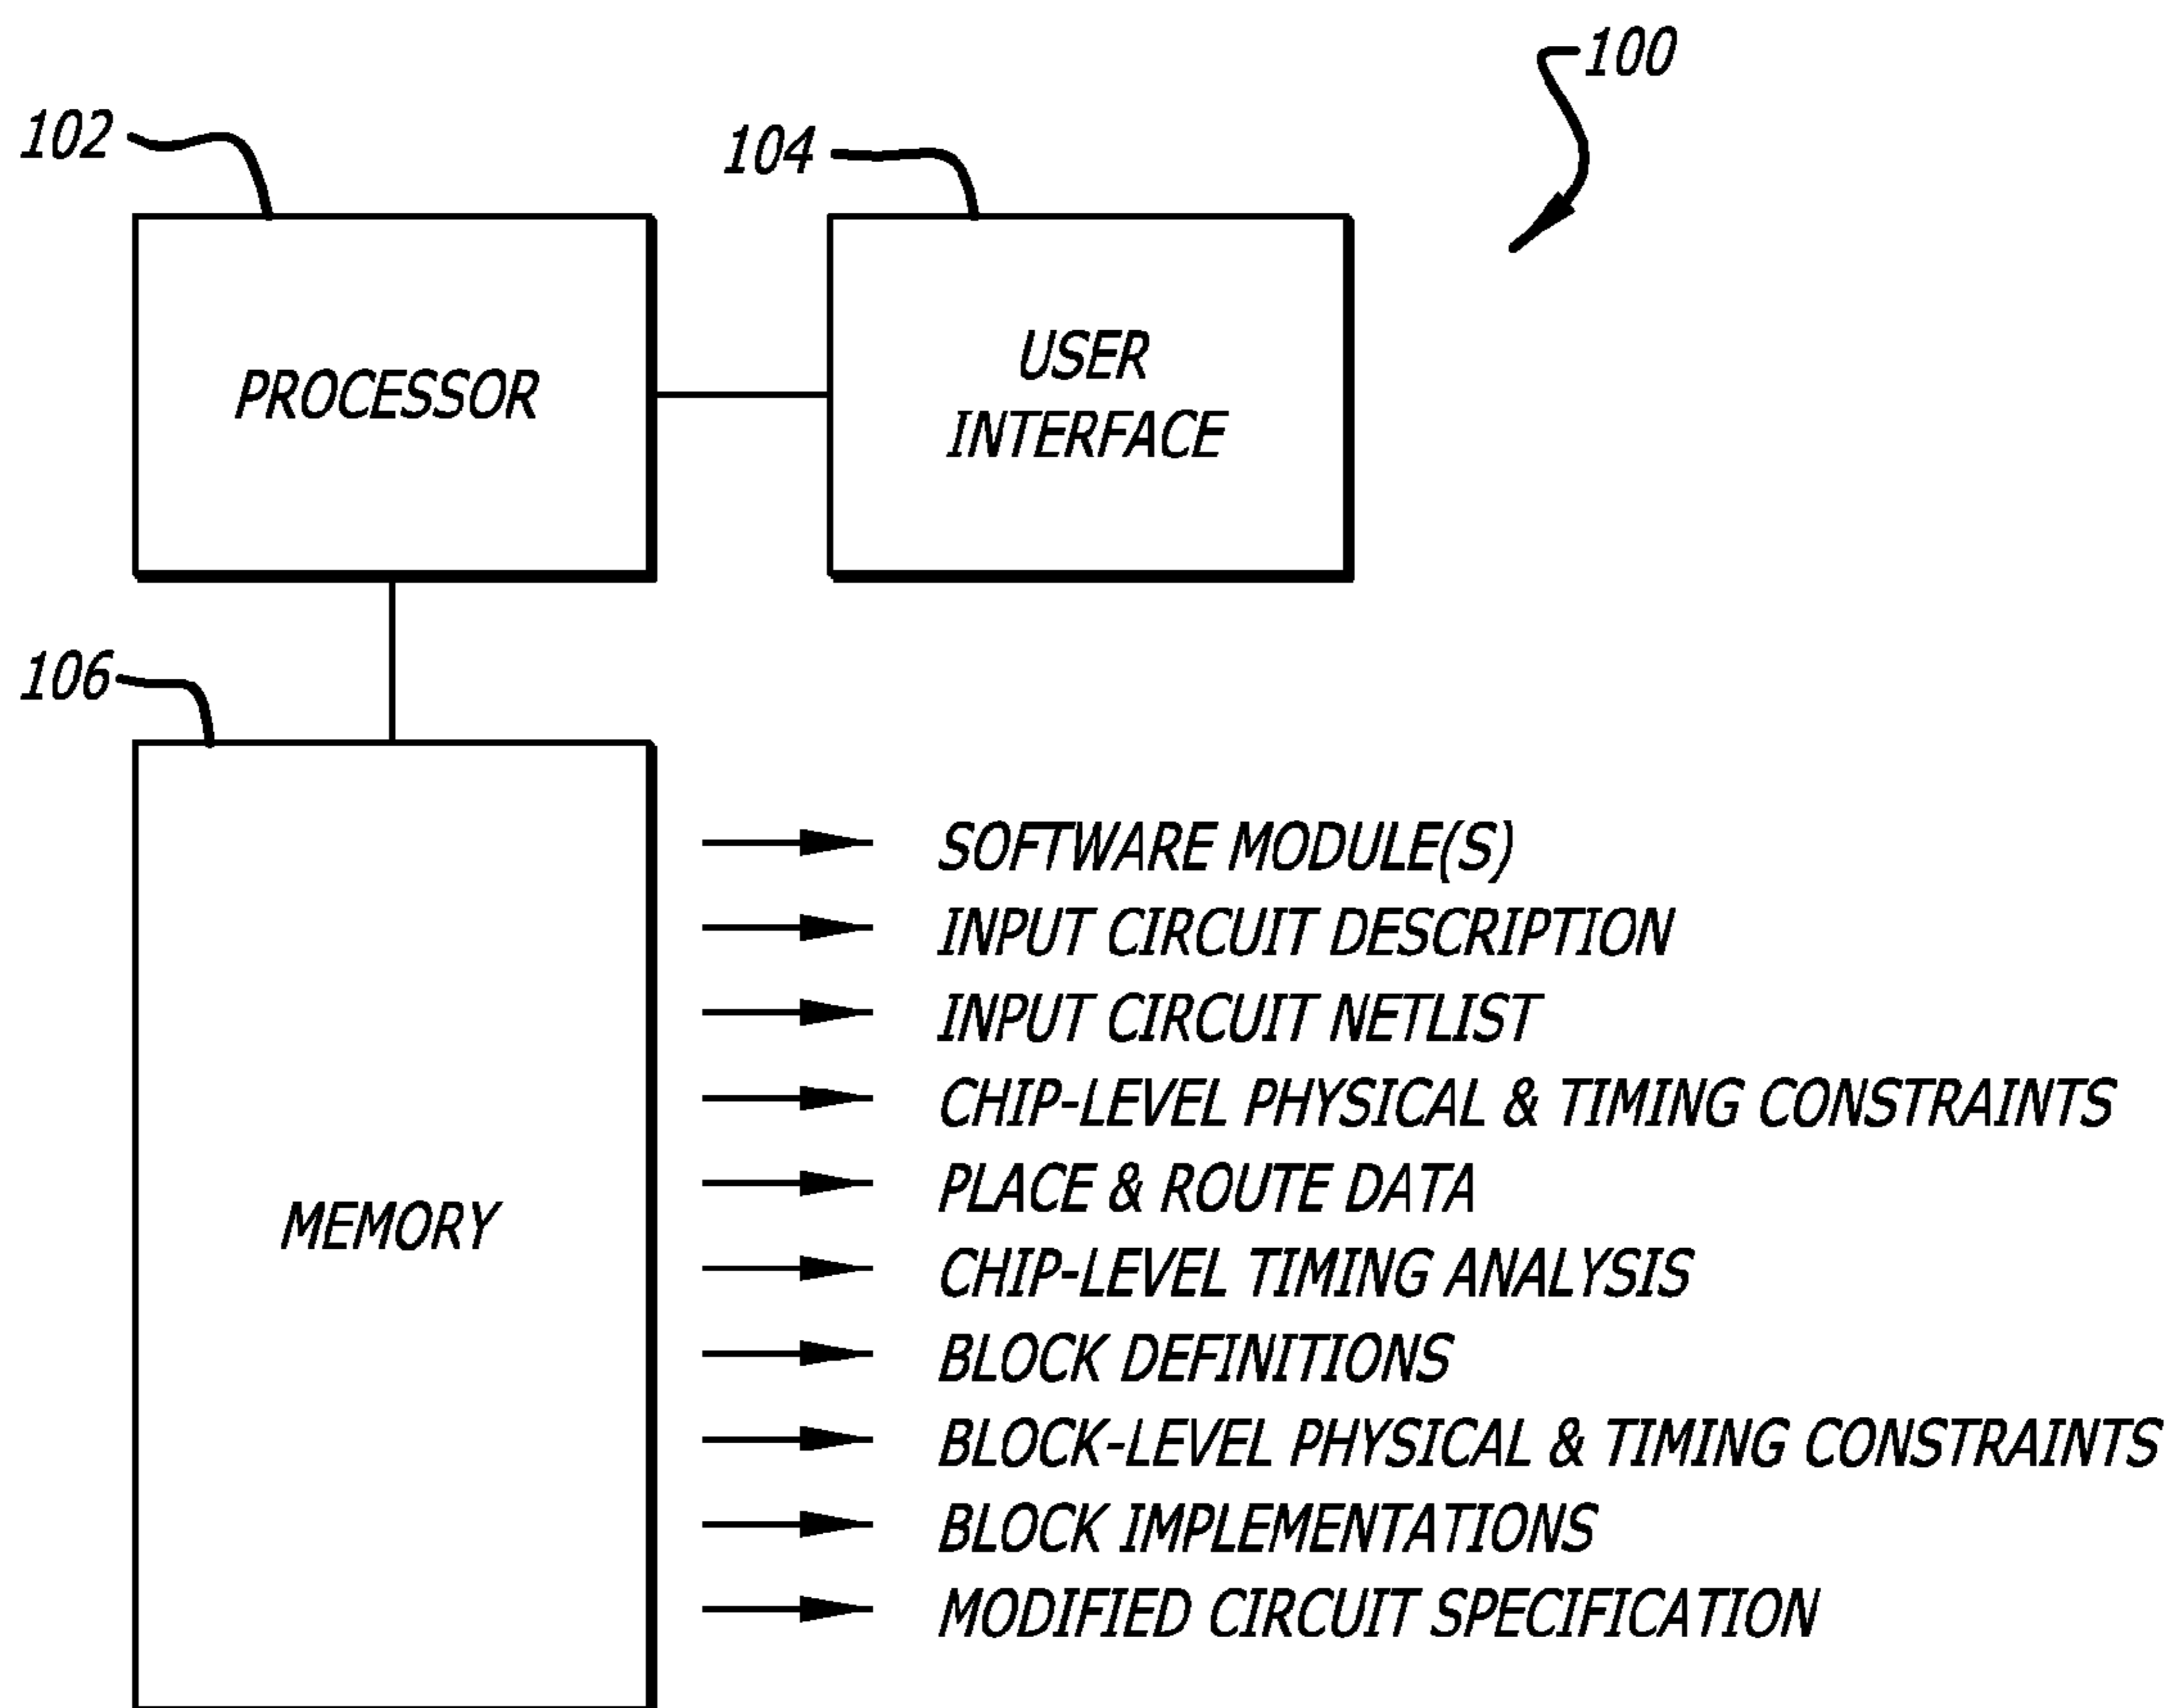 100
102
104
PROCESSOR
USER
INTERFACE
106
MEMORY
SOFTWARE MODULE(S)
INPUT CIRCUIT DESCRIPTION
INPUT CIRCUIT NETLIST
CHIP-LEVEL PHYSICAL & TIMING CONSTRAINTS
PLACE & ROUTE DATA
CHIP-LEVEL TIMING ANALYSIS
BLOCK DEFINITIONS
BLOCK-LEVEL PHYSICAL & TIMING CONSTRAINTS
BLOCK IMPLEMENTATIONS
MODIFIED CIRCUIT SPECIFICATION